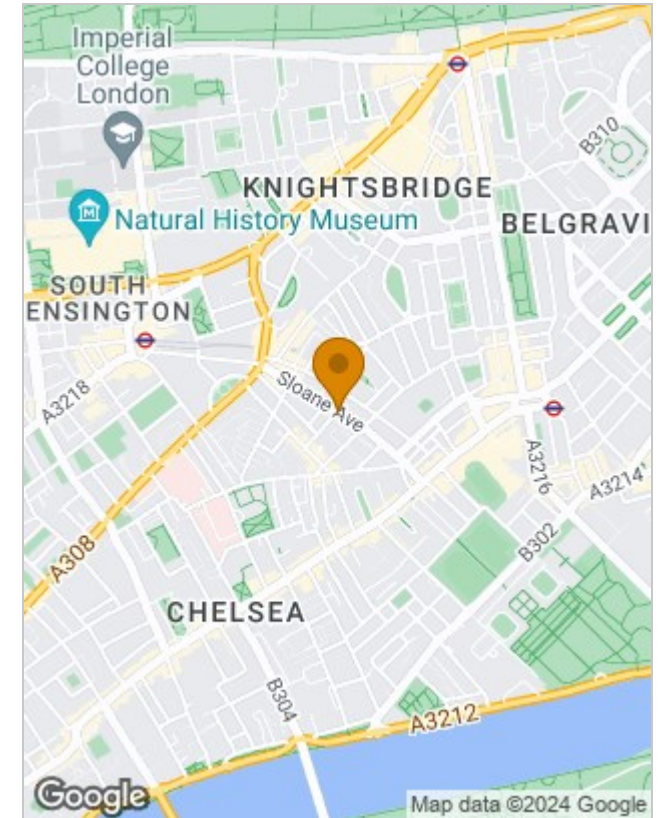 Imperial
College
London
B310
KNIGHTSBRIDGE
Natural History Museum
BELGRAVI
SOUTH
ENSINGTON
A3218
Sloane Ave
A3216
A3214
A308
B302
CHELSEA
B304
A3212
Google
Map data ©2024 Google